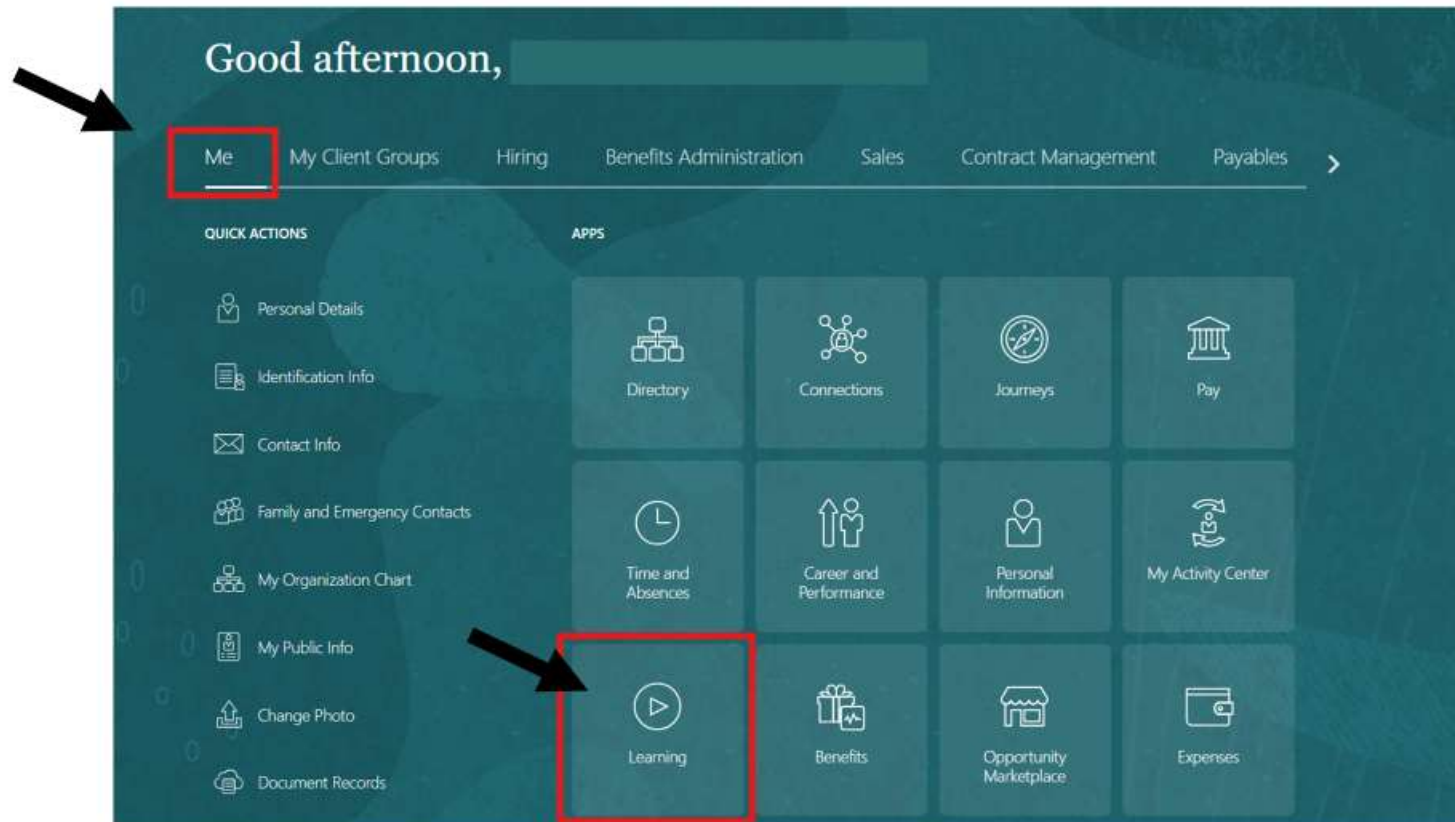 Good afternoon,
Me My Client Groups Hiring Benefits Administration Sales Contract Management Payables
QUICK ACTIONS
Personal Details
Identification Info
Contact Info
Family and Emergency Contacts
My Organization Chart
My Public Info
Change Photo
Document Records
APPS
Directory
Connections
Journeys
Pay
Time and
Absences
Career and
Performance
Personal
Information
My Activity Center
Learning
Benefits
Opportunity
Marketplace
Expenses